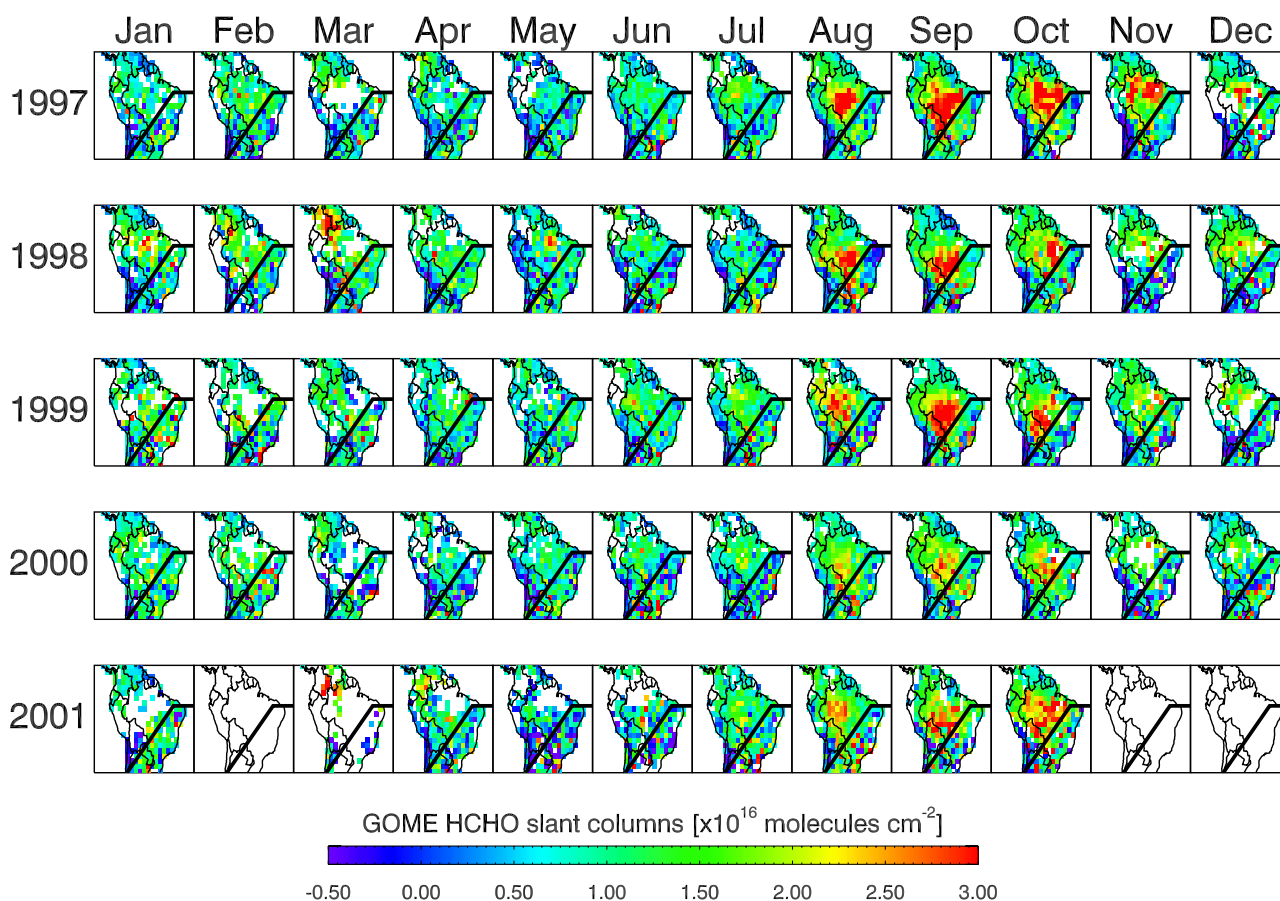 Jan Feb Mar Apr May Jun Jul Aug Sep Oct Nov Dec
1997
1998
1999
2000
2001
GOME HCHO slant columns [x10^16 molecules cm^-2]
-0.50 0.00 0.50 1.00 1.50 2.00 2.50 3.00